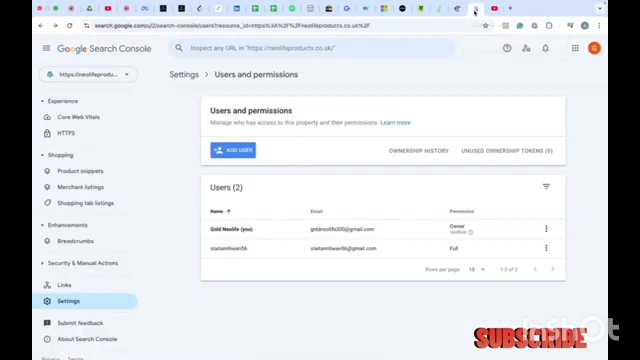 search.google.com/u/2/search-console/users?resource_id=https%3A%2F%2Fneolifeproducts.co.uk%2F
Google Search Console
Inspect any URL in "https://neolifeproducts.co.uk/"
G
https://neolifeproduc...
Settings > Users and permissions
Experience
Core Web Vitals
HTTPS
Shopping
Product snippets
Merchant listings
Shopping tab listings
Enhancements
Breadcrumbs
Security & Manual Actions
Links
Settings
Submit feedback
About Search Console
Privacy Terms
Users and permissions
Manage who has access to this property and their permissions. Learn more
ADD USER
OWNERSHIP HISTORY
UNUSED OWNERSHIP TOKENS (0)
Users (2)
Name Email Permission
Gold Neolife (you) goldneolife200@gmail.com Owner
Verified
Full
Rows per page: 10 1-2 of 2
SUBSCRIBE